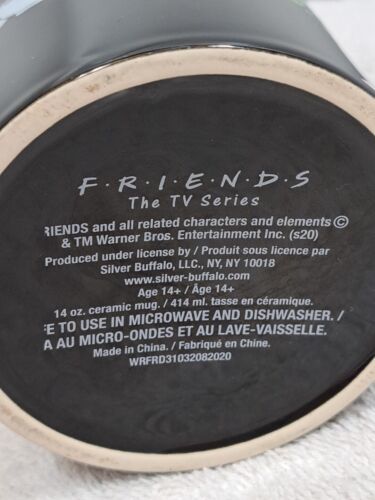 F·R·I·E·N·D·S
The TV Series
RIENDS and all related characters and elements ©
& TM Warner Bros. Entertainment Inc. (s20)
Produced under license by / Produit sous licence par
Silver Buffalo, LLC., NY, NY 10018
www.silver-buffalo.com
Age 14+ / Âge 14+
14 oz. ceramic mug. / 414 ml. tasse en céramique.
E TO USE IN MICROWAVE AND DISHWASHER. /
A AU MICRO-ONDES ET AU LAVE-VAISSELLE.
Made in China. / Fabriqué en Chine.
WRFRD31032082020